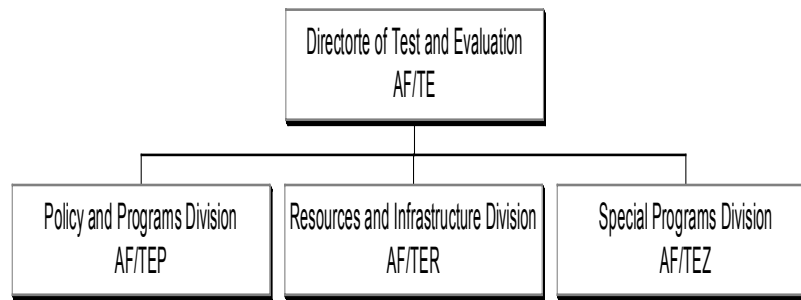 Directorte of Test and Evaluation
AF/TE
Policy and Programs Division
AF/TEP
Resources and Infrastructure Division
AF/TER
Special Programs Division
AF/TEZ